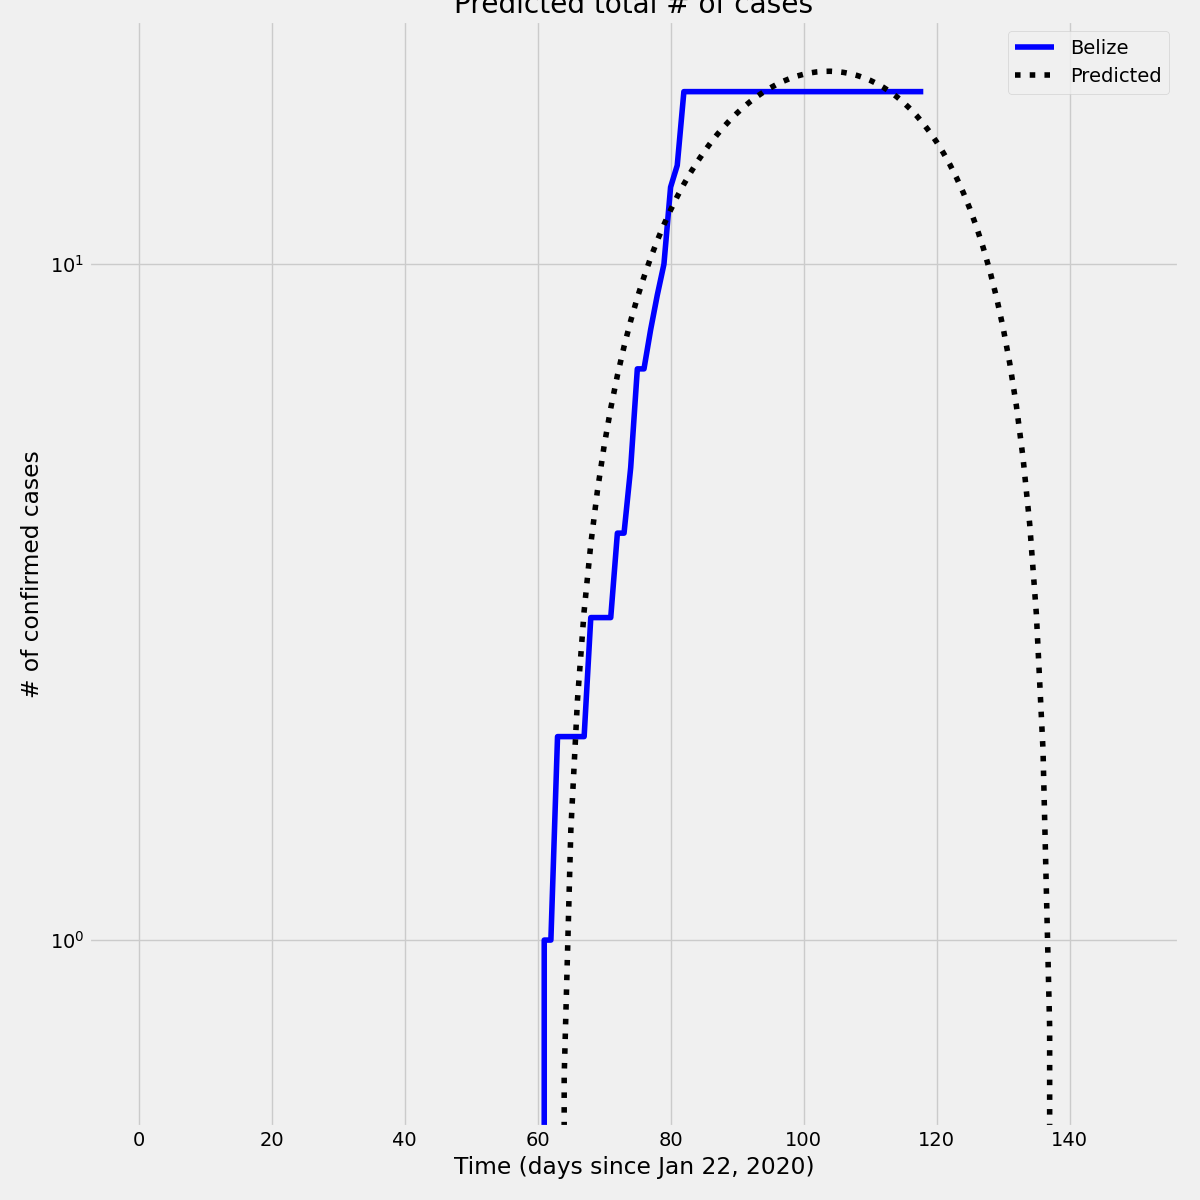 Predicted total # of cases
Belize
Predicted
10¹
10⁰
# of confirmed cases
0 20 40 60 80 100 120 140
Time (days since Jan 22, 2020)